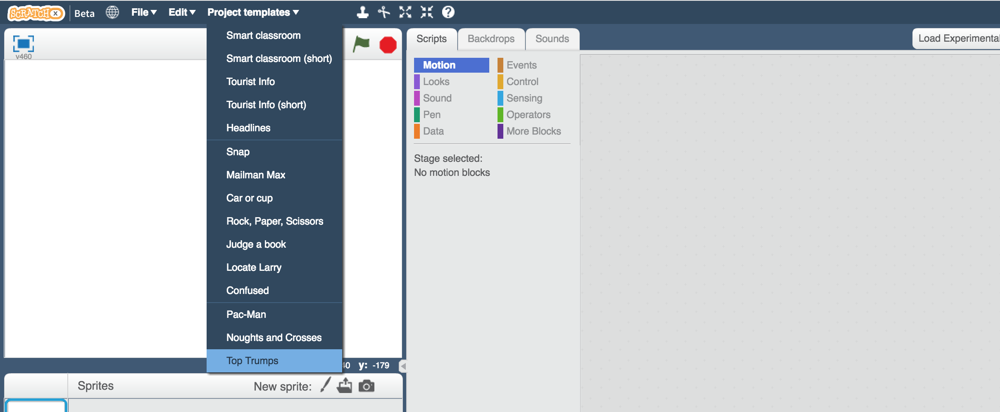 SCRATCHX Beta File Edit Project templates
v460
Smart classroom
Smart classroom (short)
Tourist Info
Tourist Info (short)
Headlines
Snap
Mailman Max
Car or cup
Rock, Paper, Scissors
Judge a book
Locate Larry
Confused
Pac-Man
Noughts and Crosses
Top Trumps
40 y: -179
Sprites New sprite:
Scripts Backdrops Sounds
Load Experimental
Motion Events
Looks Control
Sound Sensing
Pen Operators
Data More Blocks
Stage selected:
No motion blocks